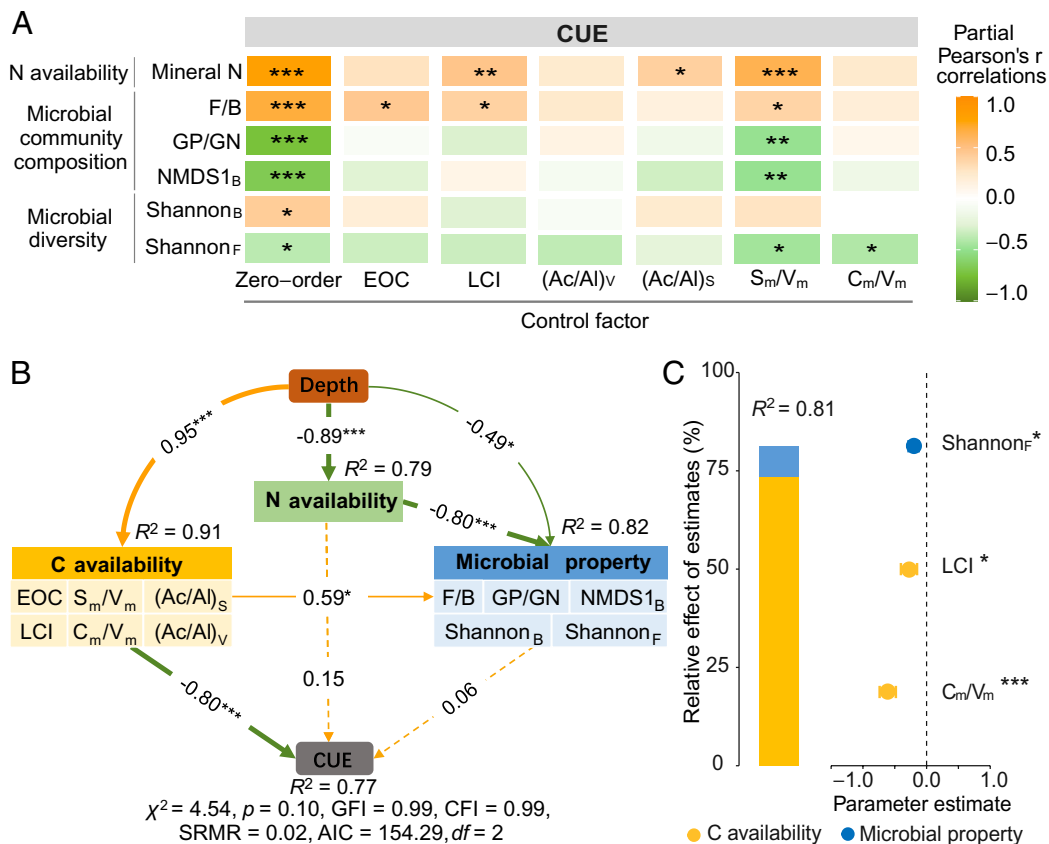 A
CUE
Partial
Pearson's r
correlations
N availability
Mineral N
*** ** * ***
Microbial
community
composition
F/B
*** * * *
GP/GN
*** **
NMDS1B
*** **
Microbial
diversity
ShannonB
*
ShannonF
* * *
1.0
0.5
0.0
−0.5
−1.0
Zero−order EOC LCI (Ac/Al)V (Ac/Al)S Sm/Vm Cm/Vm
Control factor
B
Depth
0.95***
-0.89***
-0.49*
R² = 0.79
N availability
-0.80***
R² = 0.91
R² = 0.82
C availability
EOC Sm/Vm (Ac/Al)S
LCI Cm/Vm (Ac/Al)V
0.59*
Microbial property
F/B GP/GN NMDS1B
ShannonB ShannonF
-0.80***
0.15
0.06
CUE
R² = 0.77
χ² = 4.54, p = 0.10, GFI = 0.99, CFI = 0.99,
SRMR = 0.02, AIC = 154.29, df = 2
C
Relative effect of estimates (%)
100
75
50
25
0
R² = 0.81
ShannonF*
LCI *
Cm/Vm ***
−1.0 0.0 1.0
Parameter estimate
C availability Microbial property